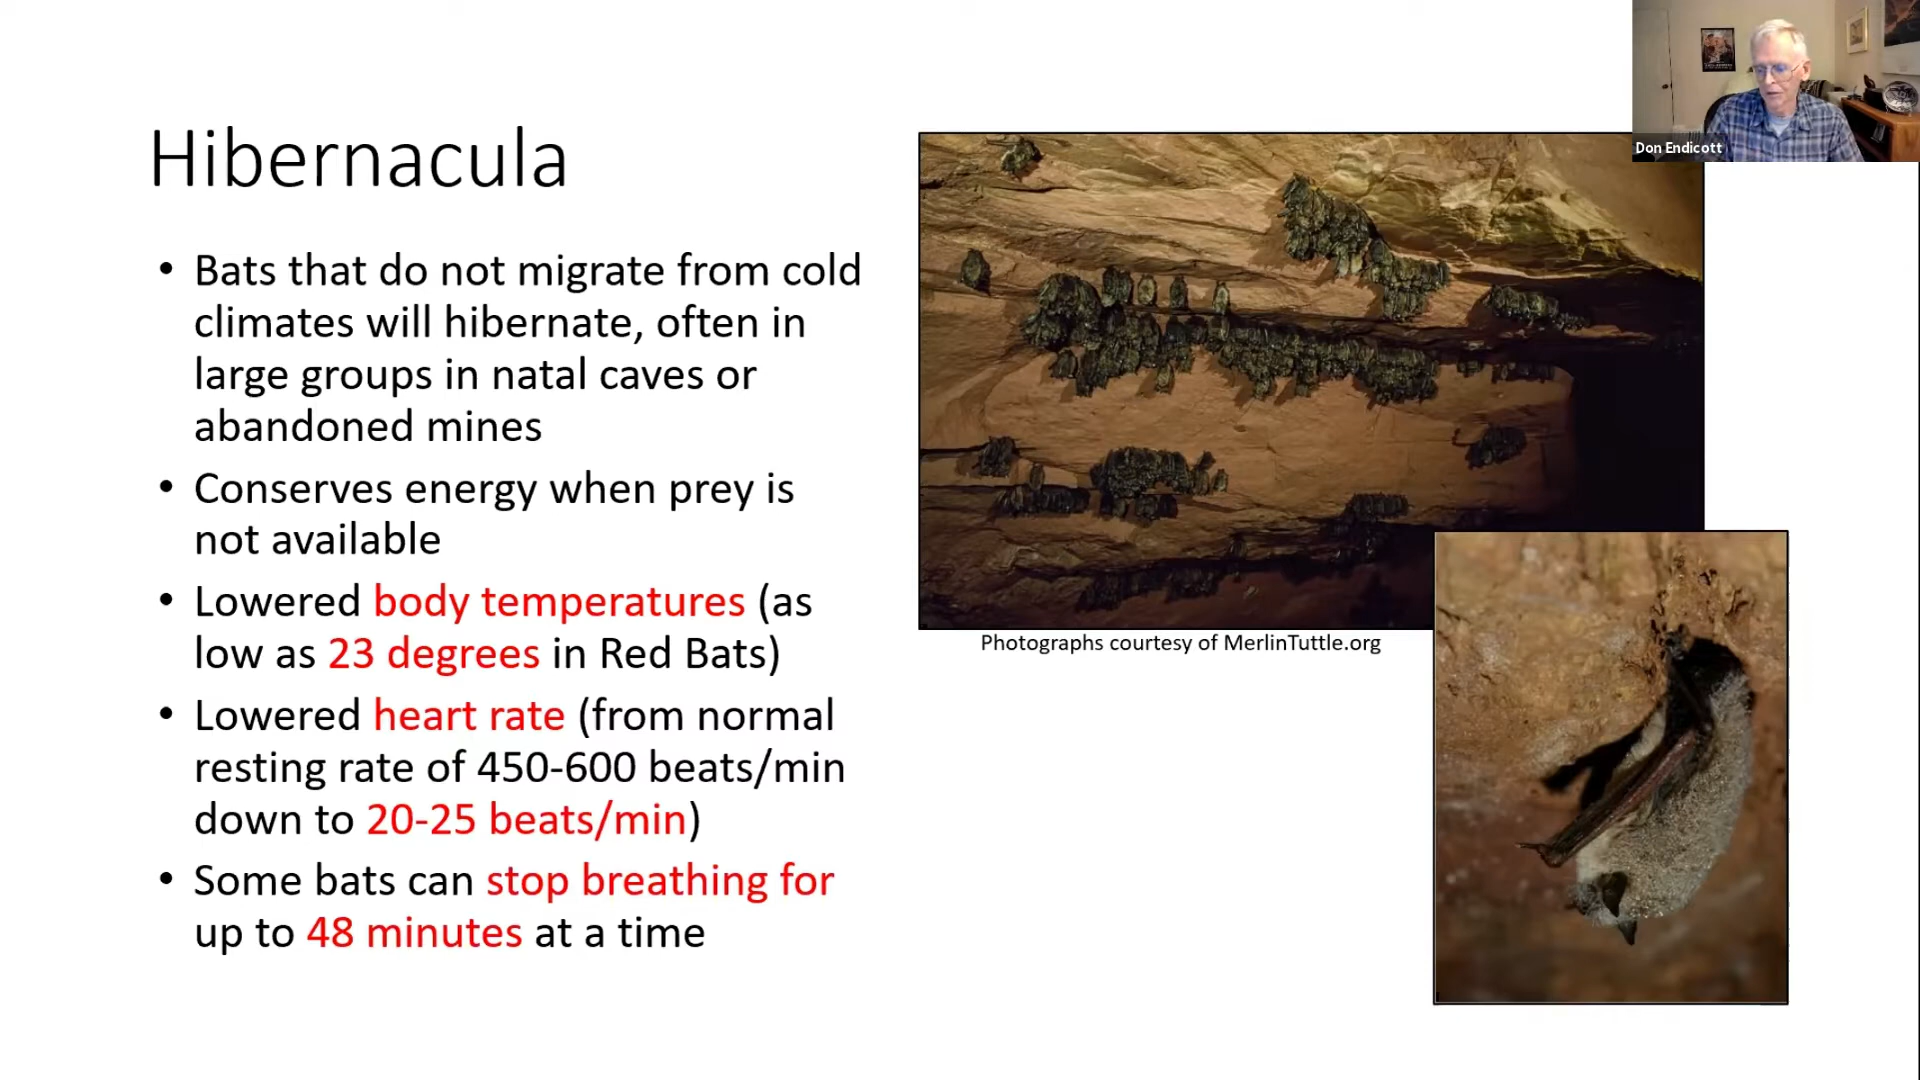 Don Endicott
Hibernacula
• Bats that do not migrate from cold
climates will hibernate, often in
large groups in natal caves or
abandoned mines
• Conserves energy when prey is
not available
• Lowered body temperatures (as
low as 23 degrees in Red Bats)
• Lowered heart rate (from normal
resting rate of 450-600 beats/min
down to 20-25 beats/min)
• Some bats can stop breathing for
up to 48 minutes at a time
Photographs courtesy of MerlinTuttle.org